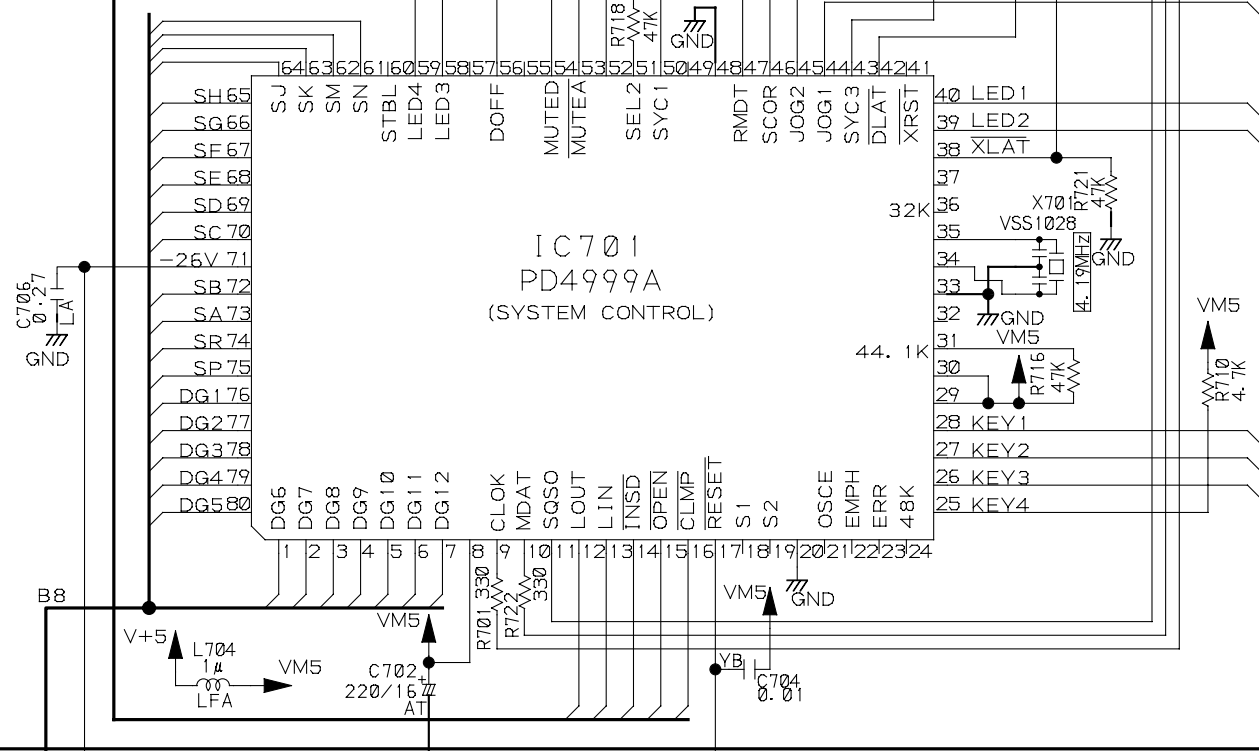 R718
47K
GND
64 63 62 61 60 59 58 57 56 55 54 53 52 51 50 49 48 47 46 45 44 43 42 41
SJ SK SM SN STBL LED4 LED3 DOFF MUTED MUTEA SEL2 SYC1 RMDT SCOR JOG2 JOG1 SYC3 DLAT XRST
SH 65
SG 66
SF 67
SE 68
SD 69
SC 70
-26V 71
SB 72
SA 73
SR 74
SP 75
DG1 76
DG2 77
DG3 78
DG4 79
DG5 80
C706
0.27
LA
GND
IC701
PD4999A
(SYSTEM CONTROL)
40 LED1
39 LED2
38 XLAT
37
32K 36
35
34
33
32
44.1K 31
30
29
28 KEY1
27 KEY2
26 KEY3
25 KEY4
R721
47K
GND
X701
VSS1028
4.19MHz
GND
VM5
R716
47K
VM5
R710
4.7K
DG6 DG7 DG8 DG9 DG10 DG11 DG12 CLOK MDAT SQSO LOUT LIN INSD OPEN CLMP RESET S1 S2 OSCE EMPH ERR 48K
1 2 3 4 5 6 7 8 9 10 11 12 13 14 15 16 17 18 19 20 21 22 23 24
B8
V+5
L704
1μ
LFA
VM5
VM5
C702
+
220/16
AT
R701 330
R722 330
VM5
GND
YB
C704
0.01